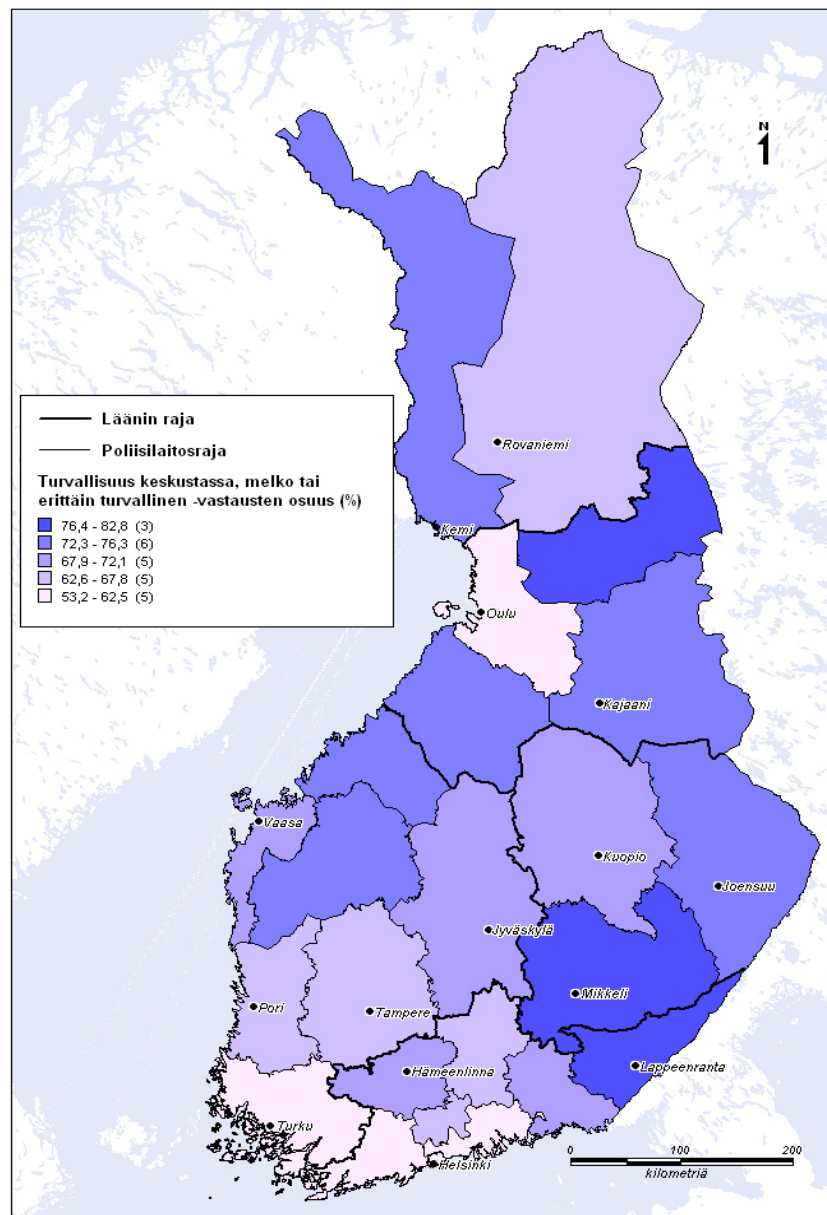 N
Rovaniemi
Läänin raja
Poliisilaitosraja
Turvallisuus keskustassa, melko tai
erittäin turvallinen -vastausten osuus (%)
76,4 - 82,8 (3)
72,3 - 76,3 (6)
67,9 - 72,1 (5)
62,6 - 67,8 (5)
53,2 - 62,5 (5)
Kemi
Oulu
Kajaani
Vaasa
Kuopio
Joensuu
Jyväskylä
Mikkeli
Pori
Tampere
Hämeenlinna
Lappeenranta
Turku
Helsinki
0 100 200
kilometriä